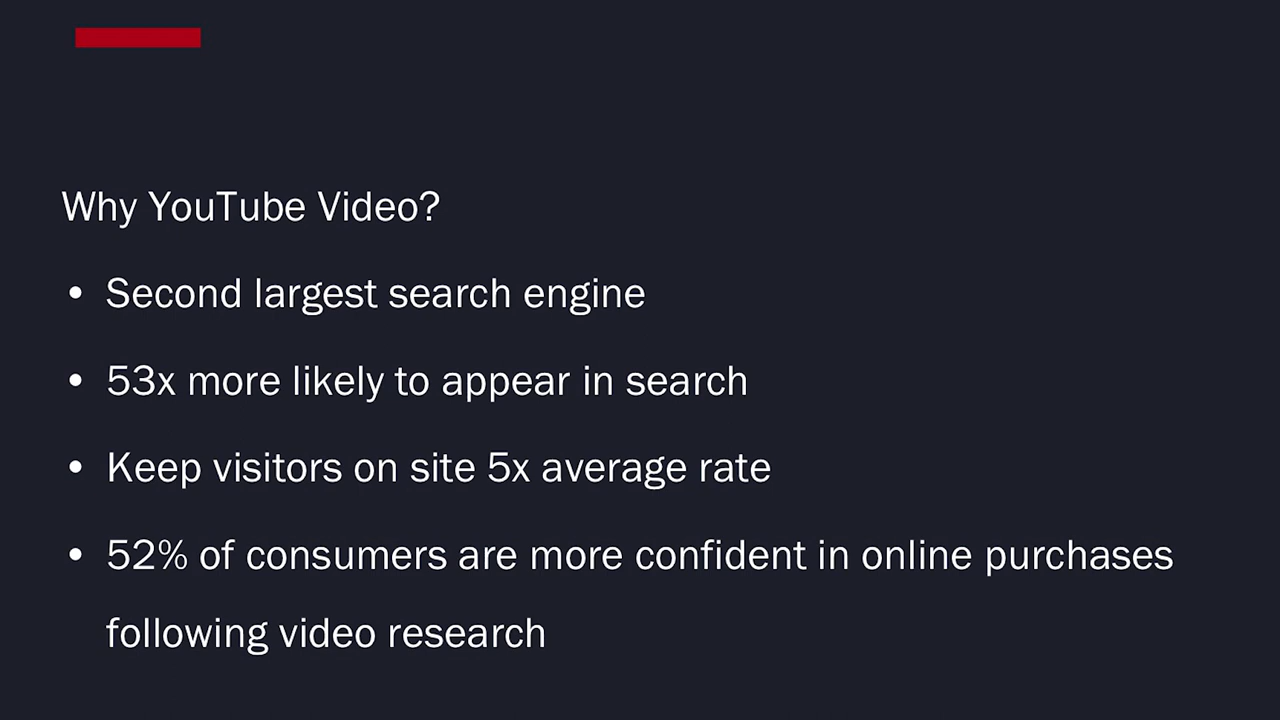 Why YouTube Video?
• Second largest search engine
• 53x more likely to appear in search
• Keep visitors on site 5x average rate
• 52% of consumers are more confident in online purchases
following video research